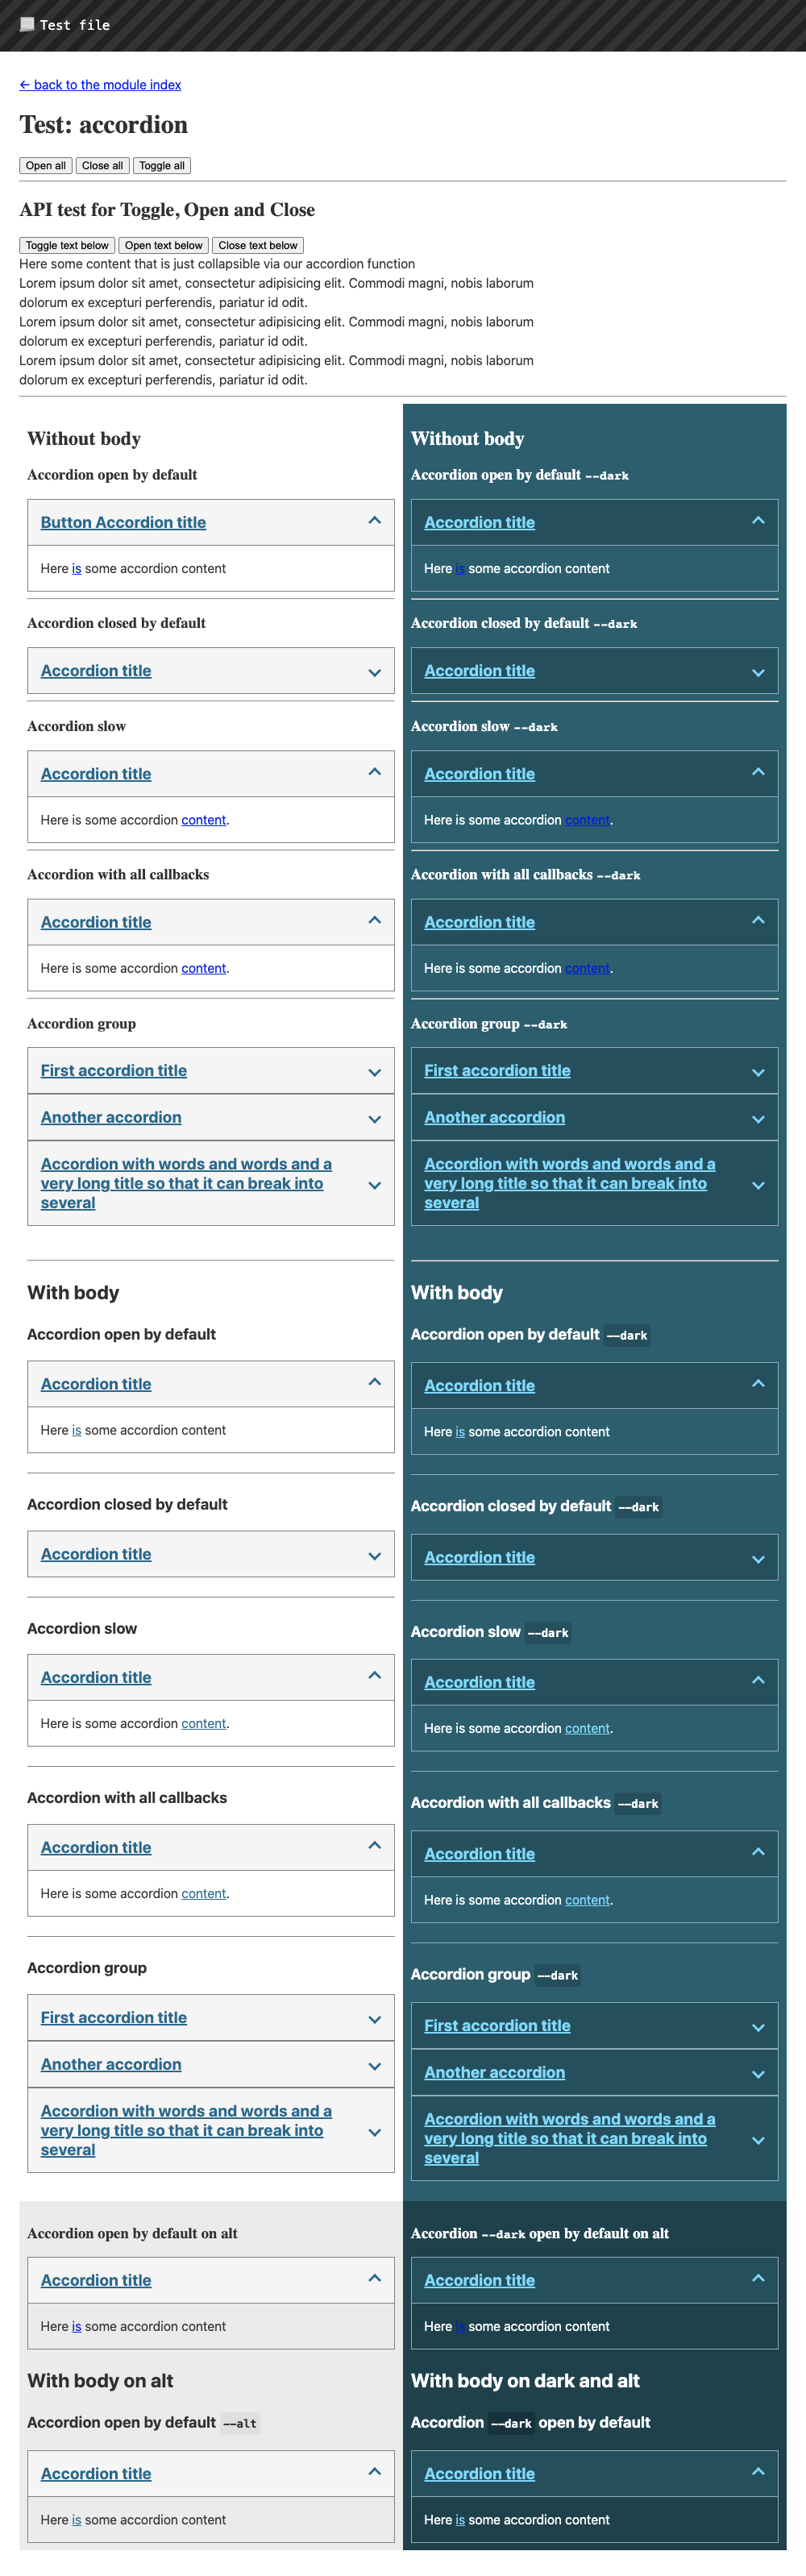 Test file
← back to the module index
Test: accordion
Open all Close all Toggle all
API test for Toggle, Open and Close
Toggle text below Open text below Close text below
Here some content that is just collapsible via our accordion function
Lorem ipsum dolor sit amet, consectetur adipisicing elit. Commodi magni, nobis laborum
dolorum ex excepturi perferendis, pariatur id odit.
Lorem ipsum dolor sit amet, consectetur adipisicing elit. Commodi magni, nobis laborum
dolorum ex excepturi perferendis, pariatur id odit.
Lorem ipsum dolor sit amet, consectetur adipisicing elit. Commodi magni, nobis laborum
dolorum ex excepturi perferendis, pariatur id odit.
Without body
Accordion open by default
Button Accordion title
Here is some accordion content
Accordion closed by default
Accordion title
Accordion slow
Accordion title
Here is some accordion content.
Accordion with all callbacks
Accordion title
Here is some accordion content.
Accordion group
First accordion title
Another accordion
Accordion with words and words and a
very long title so that it can break into
several
With body
Accordion open by default
Accordion title
Here is some accordion content
Accordion closed by default
Accordion title
Accordion slow
Accordion title
Here is some accordion content.
Accordion with all callbacks
Accordion title
Here is some accordion content.
Accordion group
First accordion title
Another accordion
Accordion with words and words and a
very long title so that it can break into
several
Without body
Accordion open by default --dark
Accordion title
Here is some accordion content
Accordion closed by default --dark
Accordion title
Accordion slow --dark
Accordion title
Here is some accordion content.
Accordion with all callbacks --dark
Accordion title
Here is some accordion content.
Accordion group --dark
First accordion title
Another accordion
Accordion with words and words and a
very long title so that it can break into
several
With body
Accordion open by default --dark
Accordion title
Here is some accordion content
Accordion closed by default --dark
Accordion title
Accordion slow --dark
Accordion title
Here is some accordion content.
Accordion with all callbacks --dark
Accordion title
Here is some accordion content.
Accordion group --dark
First accordion title
Another accordion
Accordion with words and words and a
very long title so that it can break into
several
Accordion open by default on alt
Accordion title
Here is some accordion content
With body on alt
Accordion open by default --alt
Accordion title
Here is some accordion content
Accordion --dark open by default on alt
Accordion title
Here is some accordion content
With body on dark and alt
Accordion --dark open by default
Accordion title
Here is some accordion content